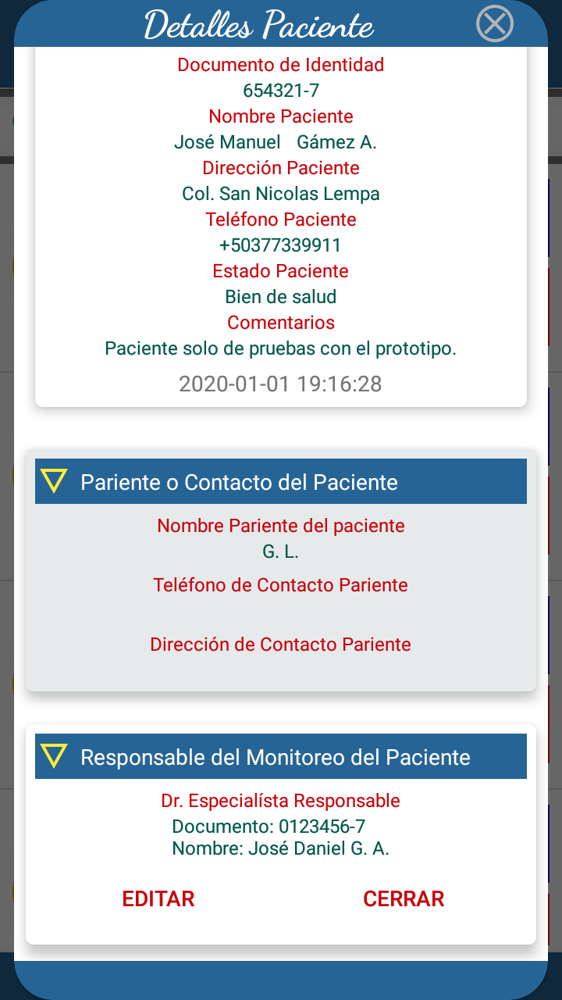 Detalles Paciente
Documento de Identidad
654321-7
Nombre Paciente
José Manuel Gámez A.
Dirección Paciente
Col. San Nicolas Lempa
Teléfono Paciente
+50377339911
Estado Paciente
Bien de salud
Comentarios
Paciente solo de pruebas con el prototipo.
2020-01-01 19:16:28
Pariente o Contacto del Paciente
Nombre Pariente del paciente
G. L.
Teléfono de Contacto Pariente
Dirección de Contacto Pariente
Responsable del Monitoreo del Paciente
Dr. Especialísta Responsable
Documento: 0123456-7
Nombre: José Daniel G. A.
EDITAR CERRAR